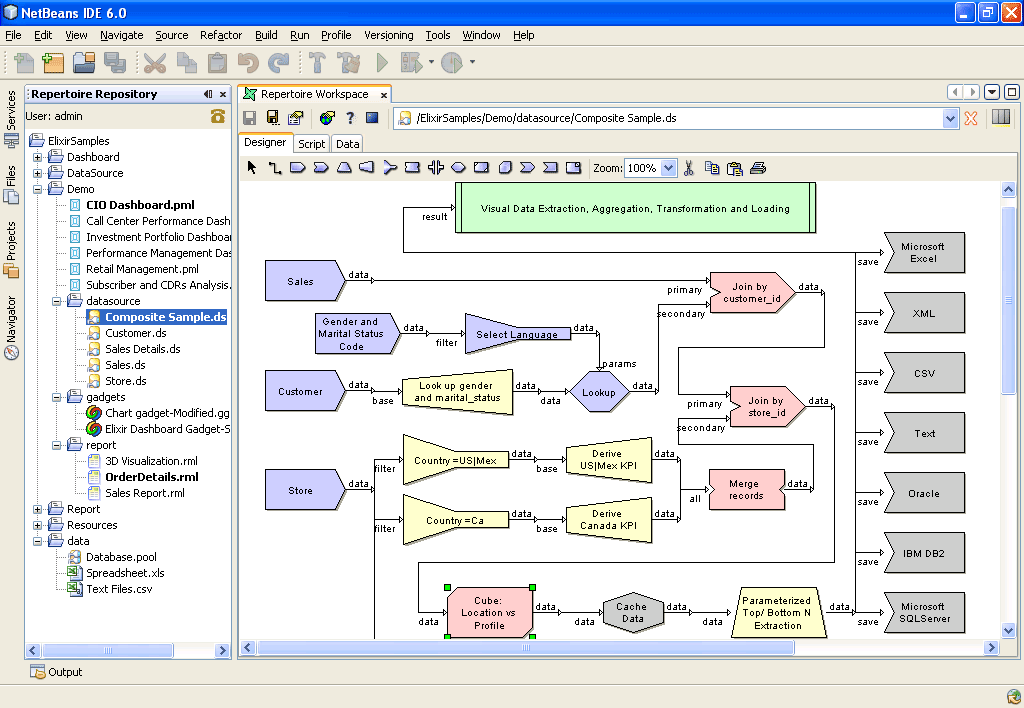 NetBeans IDE 6.0
File Edit View Navigate Source Refactor Build Run Profile Versioning Tools Window Help
Services
Files
Projects
Navigator
Repertoire Repository
User: admin
ElixirSamples
Dashboard
DataSource
Demo
CIO Dashboard.pml
Call Center Performance Dash
Investment Portfolio Dashboa
Performance Management Das
Retail Management.pml
Subscriber and CDRs Analysis.
datasource
Composite Sample.ds
Customer.ds
Sales Details.ds
Sales.ds
Store.ds
gadgets
Chart gadget-Modified.gg
Elixir Dashboard Gadget-S
report
3D Visualization.rml
OrderDetails.rml
Sales Report.rml
Report
Resources
data
Database.pool
Spreadsheet.xls
Text Files.csv
Repertoire Workspace
/ElixirSamples/Demo/datasource/Composite Sample.ds
Designer Script Data
Zoom: 100%
result
Visual Data Extraction, Aggregation, Transformation and Loading
Sales
data
primary
secondary
Join by
customer_id
data
Gender and
Marital Status
Code
data
filter
Select Language
data
params
Customer
data
base
Look up gender
and marital_status
data
data
Lookup
data
primary
secondary
Join by
store_id
data
Store
data
filter
Country =US|Mex
data
base
Derive
US|Mex KPI
data
filter
Country =Ca
data
base
Derive
Canada KPI
data
all
Merge
records
data
data
Cube:
Location vs
Profile
data
data
Cache
Data
data
data
Parameterized
Top/ Bottom N
Extraction
data
save
Microsoft
Excel
save
XML
save
CSV
save
Text
save
Oracle
save
IBM DB2
save
Microsoft
SQLServer
Output